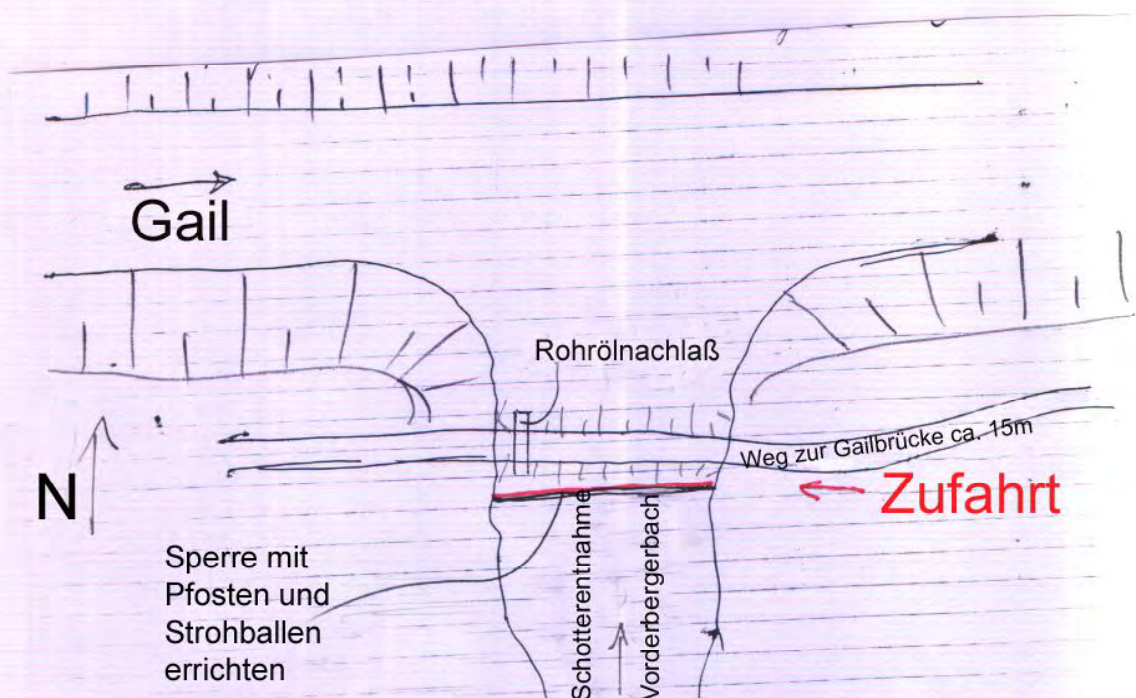 Gail
Rohrölnachlaß
Weg zur Gailbrücke ca. 15m
N
Zufahrt
Sperre mit
Pfosten und
Strohballen
errichten
Schotterentnahme
Vorderbergerbach